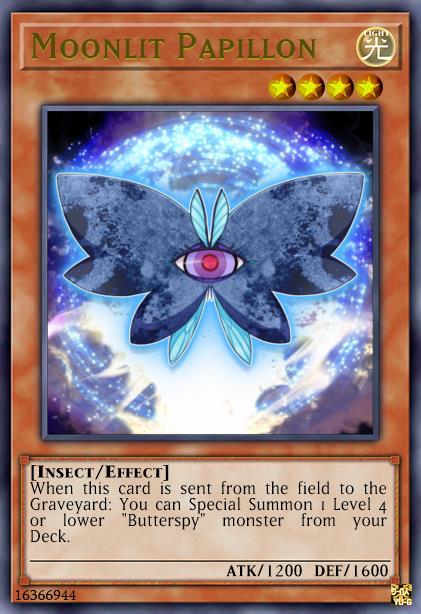 Moonlit Papillon
LIGHT
光
[Insect/Effect]
When this card is sent from the field to the
Graveyard: You can Special Summon 1 Level 4
or lower "Butterspy" monster from your
Deck.
ATK/1200 DEF/1600
16366944